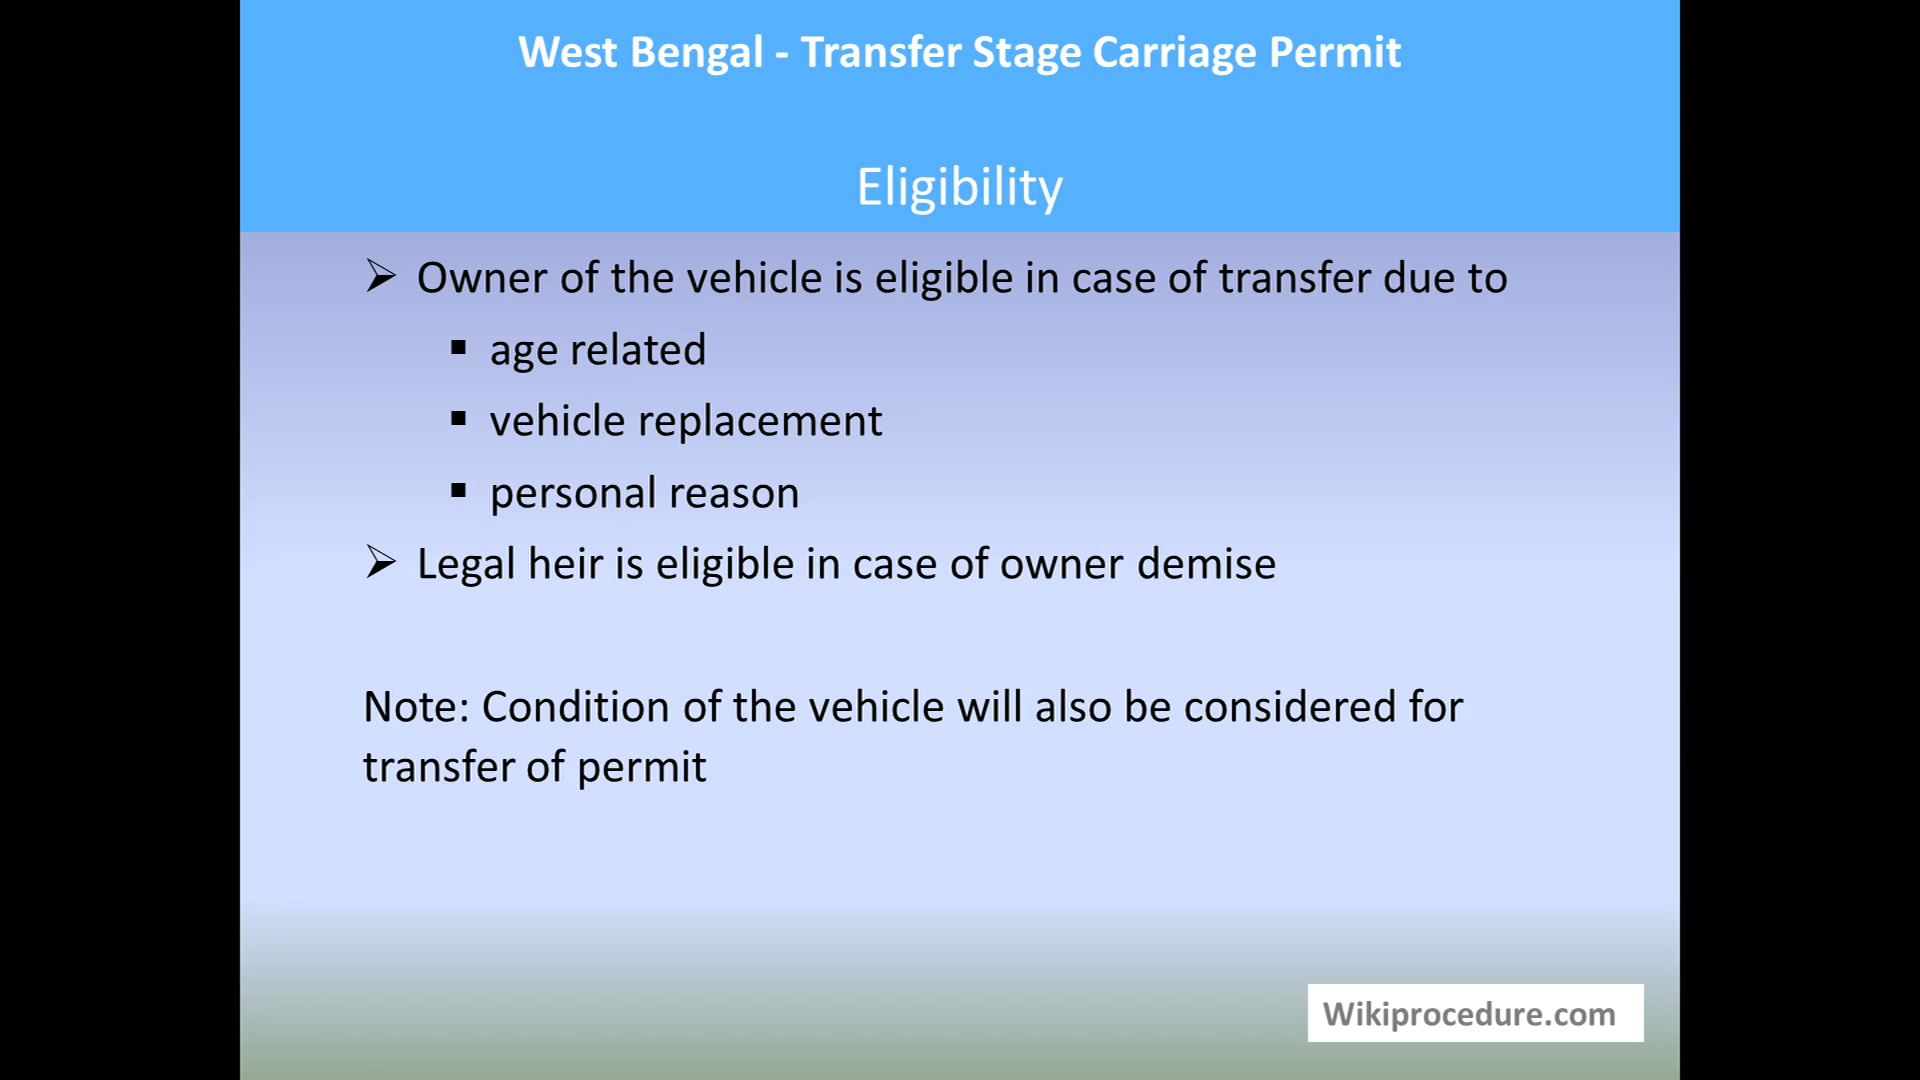 West Bengal - Transfer Stage Carriage Permit
Eligibility
➢ Owner of the vehicle is eligible in case of transfer due to
▪ age related
▪ vehicle replacement
▪ personal reason
➢ Legal heir is eligible in case of owner demise
Note: Condition of the vehicle will also be considered for
transfer of permit
Wikiprocedure.com